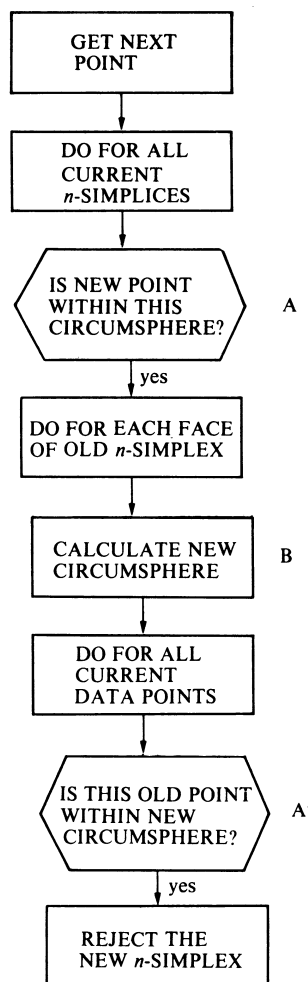 GET NEXT
POINT
DO FOR ALL
CURRENT
n-SIMPLICES
IS NEW POINT
WITHIN THIS
CIRCUMSPHERE?
A
yes
DO FOR EACH FACE
OF OLD n-SIMPLEX
CALCULATE NEW
CIRCUMSPHERE
B
DO FOR ALL
CURRENT
DATA POINTS
IS THIS OLD POINT
WITHIN NEW
CIRCUMSPHERE?
A
yes
REJECT THE
NEW n-SIMPLEX